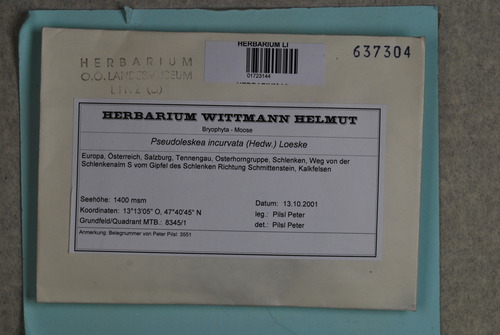 HERBARIUM LI
01723144
637304
HERBARIUM
O.Ö. LANDESMUSEUM
LINZ
HERBARIUM WITTMANN HELMUT
Bryophyta - Moose
Pseudoleskea incurvata (Hedw.) Loeske
Europa, Österreich, Salzburg, Tennengau, Osterhorngruppe, Schlenken, Weg von der
Schlenkenalm S vom Gipfel des Schlenken Richtung Schmittenstein, Kalkfelsen
Seehöhe: 1400 msm
Datum: 13.10.2001
Koordinaten: 13°13'05" O, 47°40'45" N
leg.: Pilsl Peter
Grundfeld/Quadrant MTB.: 8345/1
det.: Pilsl Peter
Anmerkung: Belegnummer von Peter Pilsl: 3551